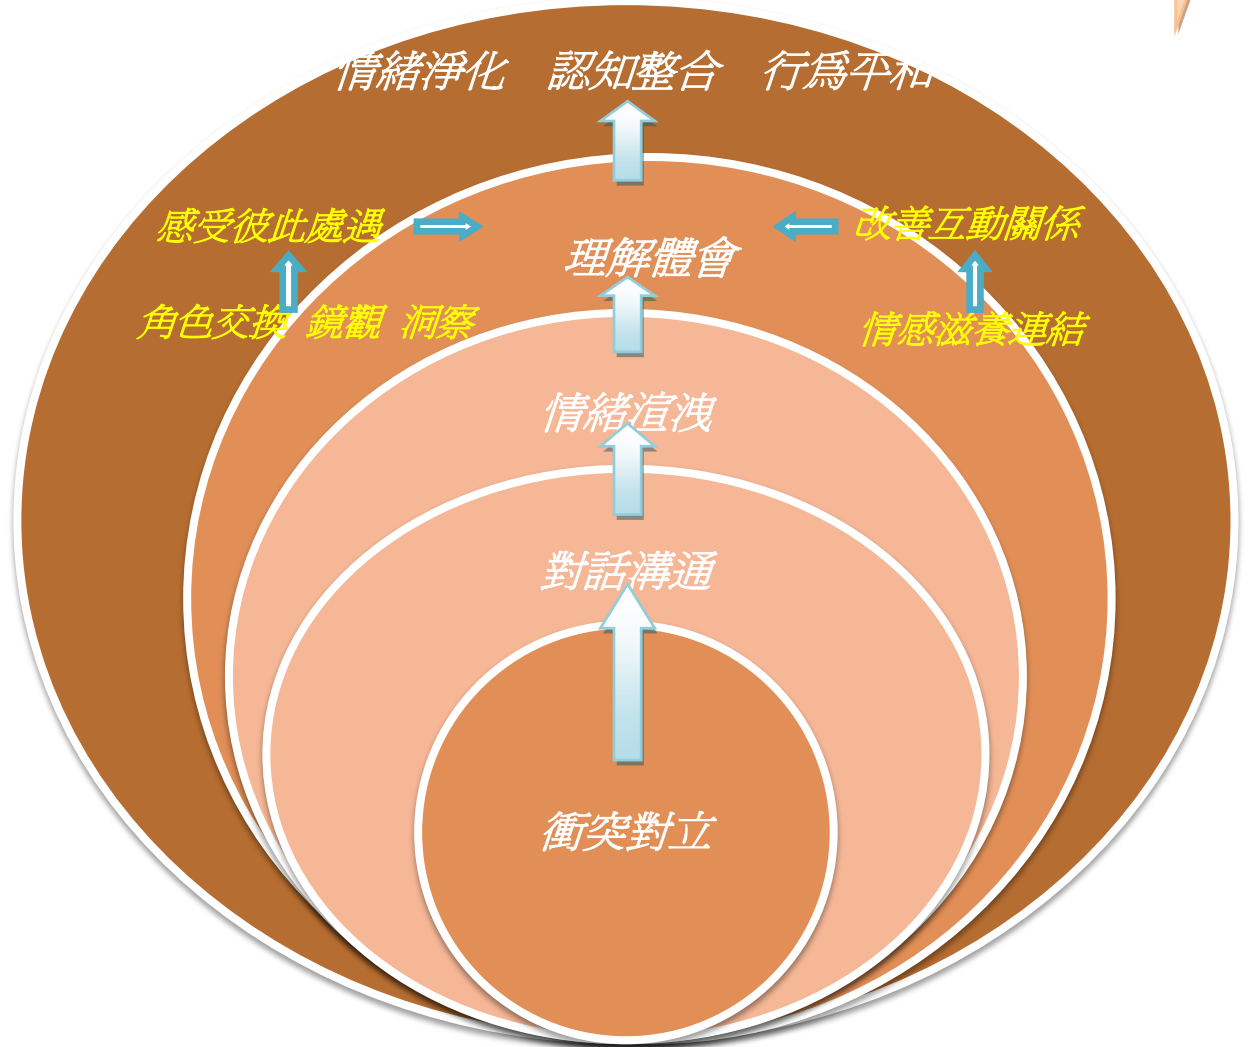 情緒淨化 認知整合 行爲平和
感受彼此處遇
改善互動關係
理解體會
角色交換 鏡觀 洞察
情感滋養連結
情緒渲洩
對話溝通
衝突對立